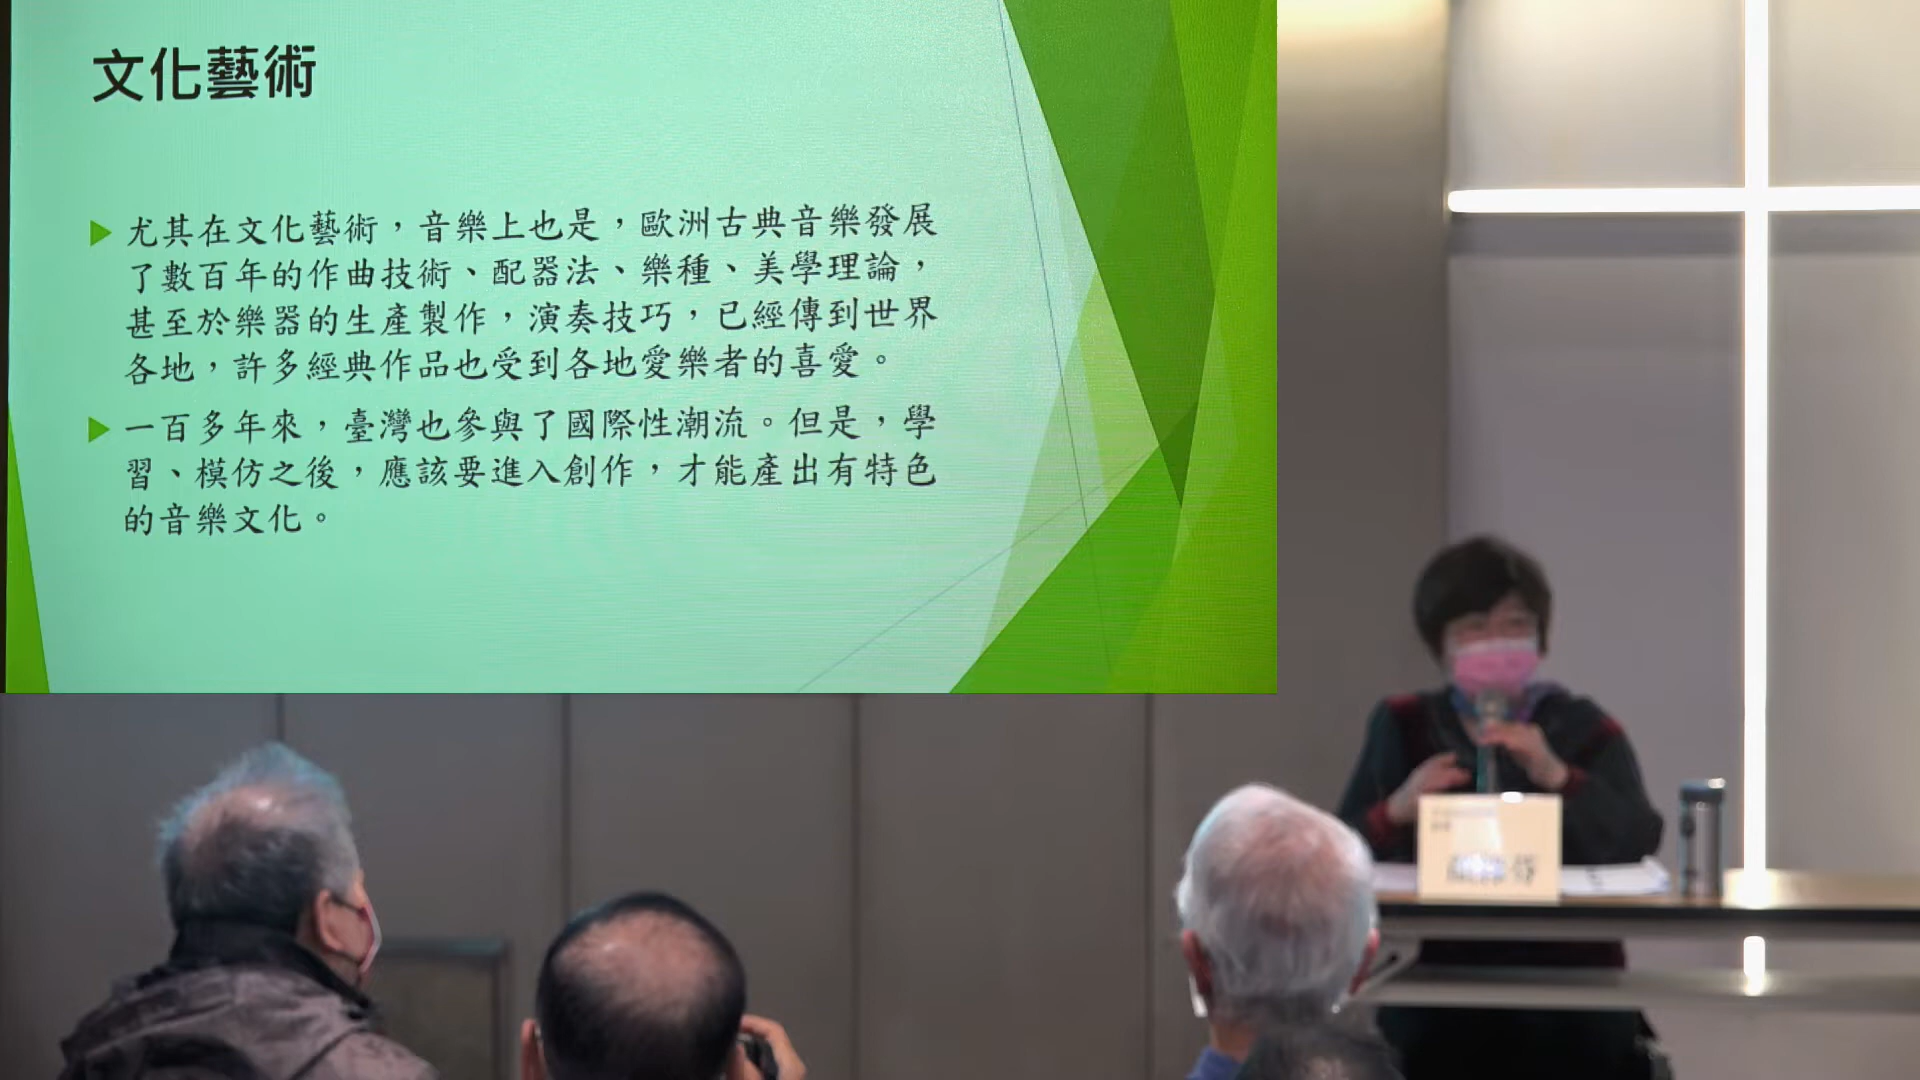 文化藝術
尤其在文化藝術，音樂上也是，歐洲古典音樂發展
了數百年的作曲技術、配器法、樂種、美學理論，
甚至於樂器的生產製作，演奏技巧，已經傳到世界
各地，許多經典作品也受到各地愛樂者的喜愛。
一百多年來，臺灣也參與了國際性潮流。但是，學
習、模仿之後，應該要進入創作，才能產出有特色
的音樂文化。